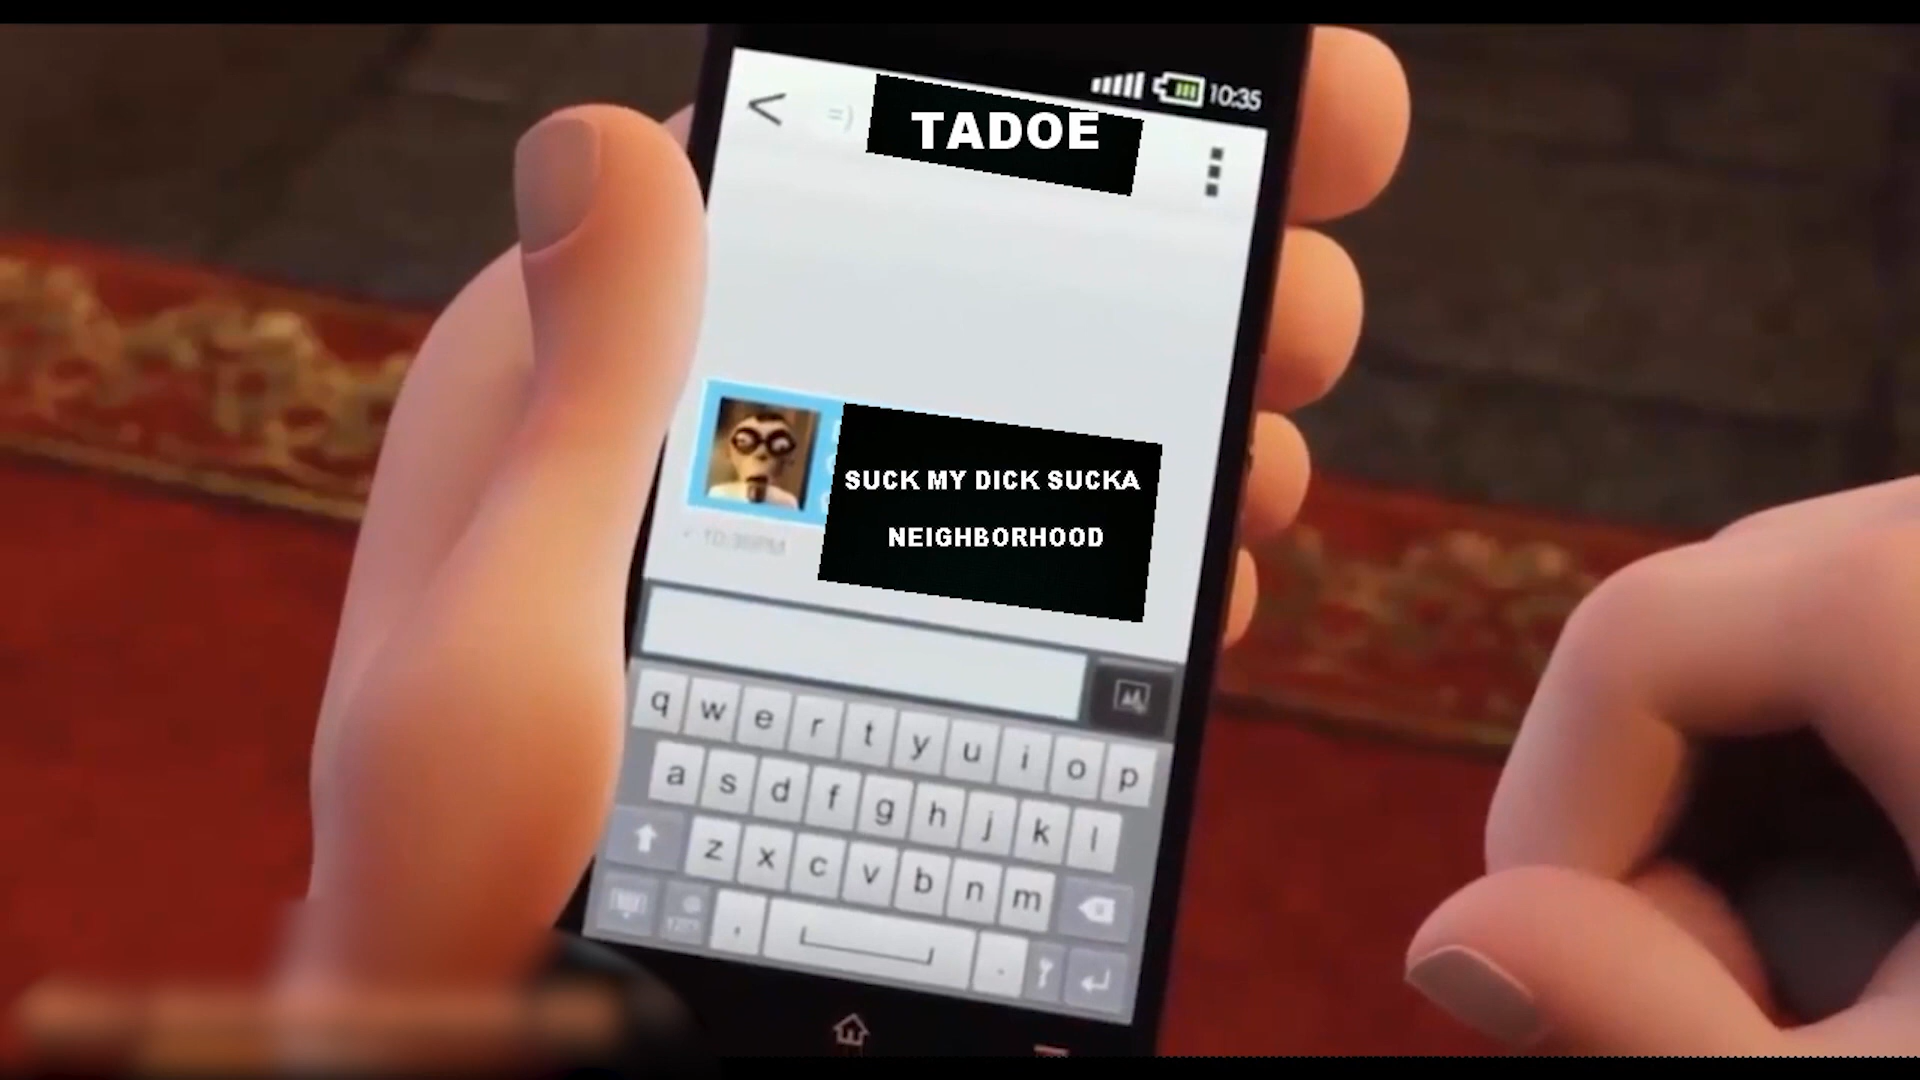 10:35
< =) TADOE
SUCK MY DICK SUCKA
NEIGHBORHOOD
q w e r t y u i o p
a s d f g h j k l
z x c v b n m
, . ?